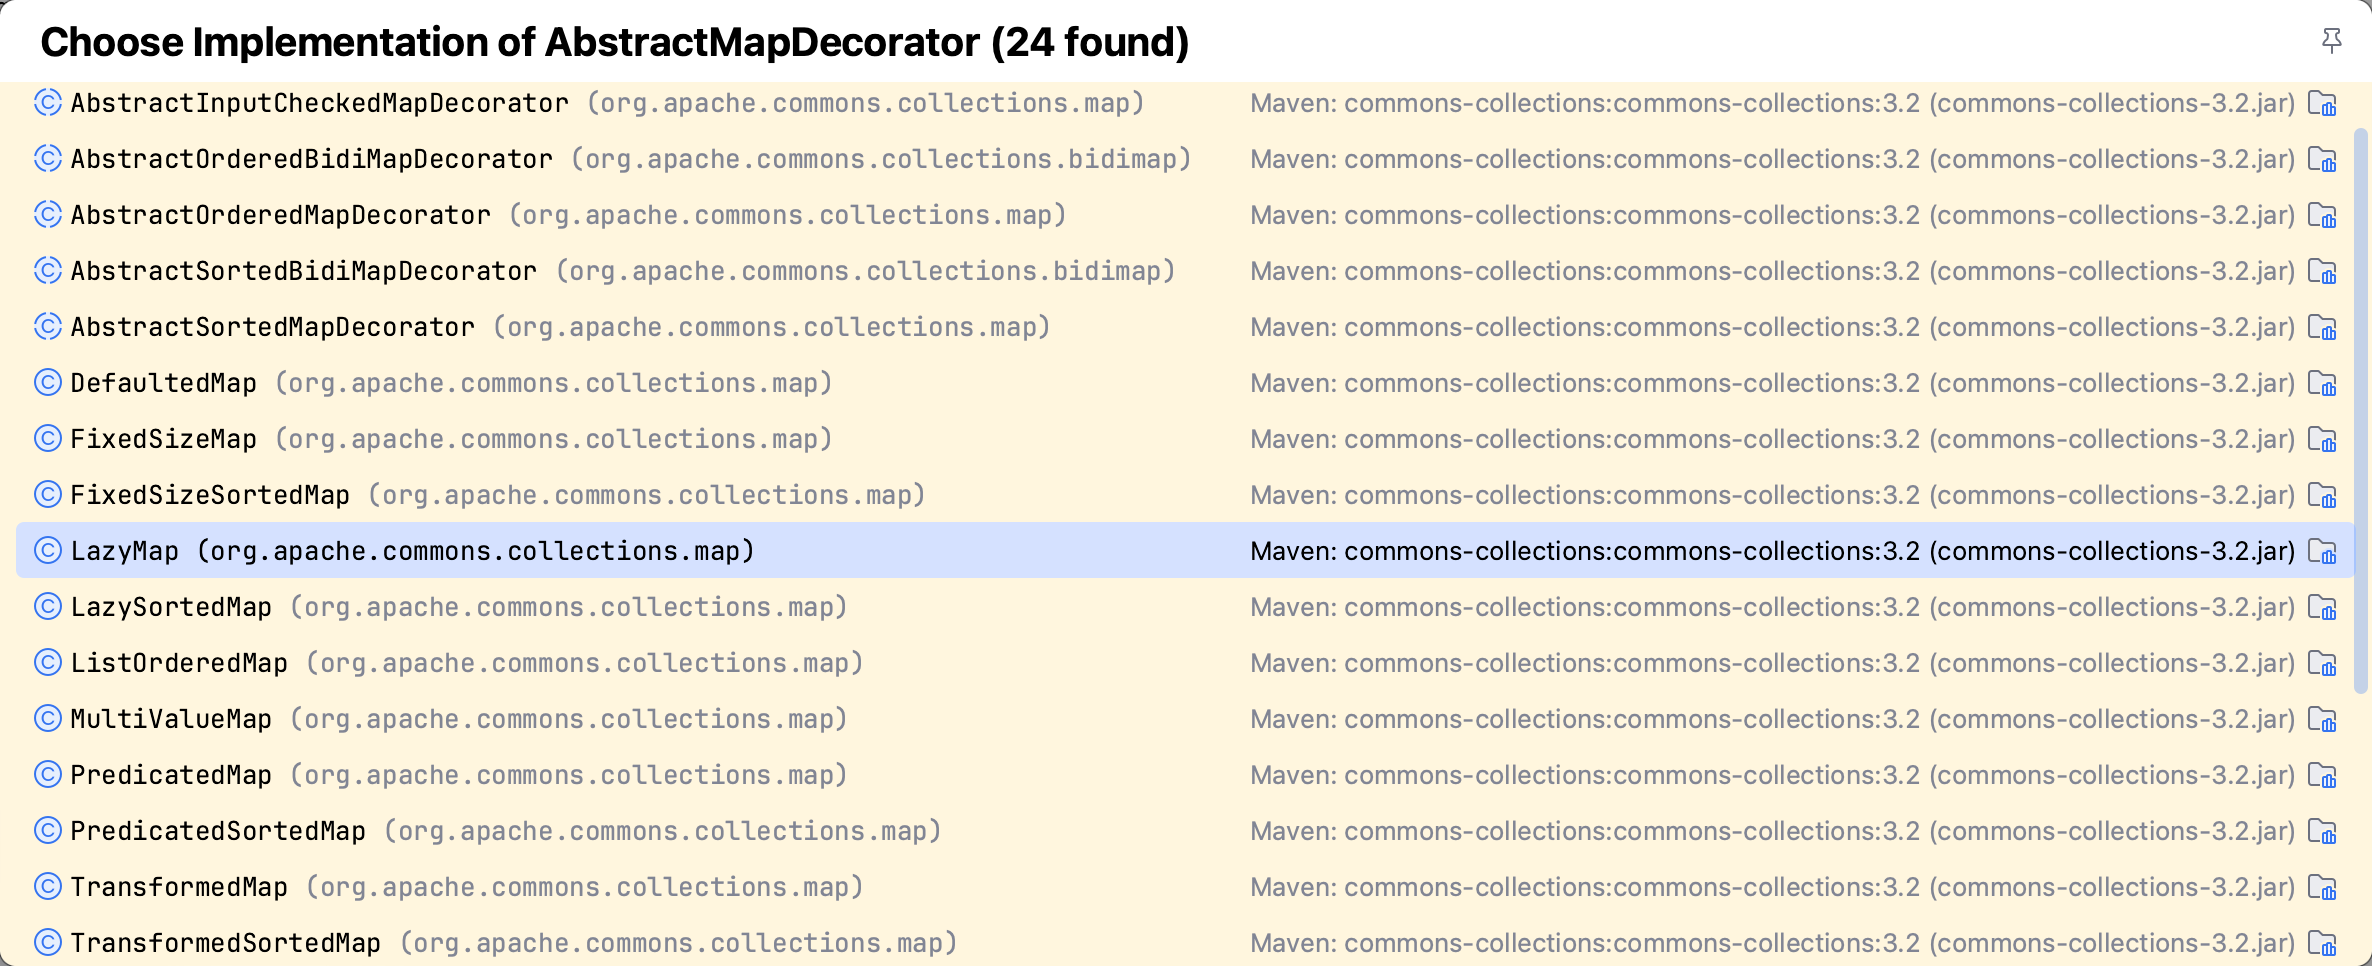 Choose Implementation of AbstractMapDecorator (24 found)
AbstractInputCheckedMapDecorator (org.apache.commons.collections.map) Maven: commons-collections:commons-collections:3.2 (commons-collections-3.2.jar)
AbstractOrderedBidiMapDecorator (org.apache.commons.collections.bidimap) Maven: commons-collections:commons-collections:3.2 (commons-collections-3.2.jar)
AbstractOrderedMapDecorator (org.apache.commons.collections.map) Maven: commons-collections:commons-collections:3.2 (commons-collections-3.2.jar)
AbstractSortedBidiMapDecorator (org.apache.commons.collections.bidimap) Maven: commons-collections:commons-collections:3.2 (commons-collections-3.2.jar)
AbstractSortedMapDecorator (org.apache.commons.collections.map) Maven: commons-collections:commons-collections:3.2 (commons-collections-3.2.jar)
DefaultedMap (org.apache.commons.collections.map) Maven: commons-collections:commons-collections:3.2 (commons-collections-3.2.jar)
FixedSizeMap (org.apache.commons.collections.map) Maven: commons-collections:commons-collections:3.2 (commons-collections-3.2.jar)
FixedSizeSortedMap (org.apache.commons.collections.map) Maven: commons-collections:commons-collections:3.2 (commons-collections-3.2.jar)
LazyMap (org.apache.commons.collections.map) Maven: commons-collections:commons-collections:3.2 (commons-collections-3.2.jar)
LazySortedMap (org.apache.commons.collections.map) Maven: commons-collections:commons-collections:3.2 (commons-collections-3.2.jar)
ListOrderedMap (org.apache.commons.collections.map) Maven: commons-collections:commons-collections:3.2 (commons-collections-3.2.jar)
MultiValueMap (org.apache.commons.collections.map) Maven: commons-collections:commons-collections:3.2 (commons-collections-3.2.jar)
PredicatedMap (org.apache.commons.collections.map) Maven: commons-collections:commons-collections:3.2 (commons-collections-3.2.jar)
PredicatedSortedMap (org.apache.commons.collections.map) Maven: commons-collections:commons-collections:3.2 (commons-collections-3.2.jar)
TransformedMap (org.apache.commons.collections.map) Maven: commons-collections:commons-collections:3.2 (commons-collections-3.2.jar)
TransformedSortedMap (org.apache.commons.collections.map) Maven: commons-collections:commons-collections:3.2 (commons-collections-3.2.jar)